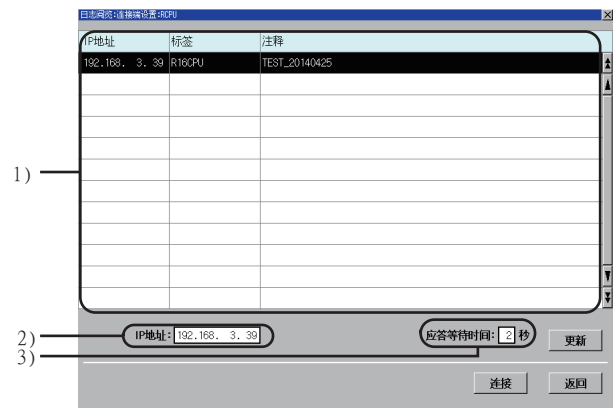 日志阅览:连接端设置:RCPU
IP地址 标签 注释
192.168. 3. 39 R16CPU TEST_20140425
1)
2) IP地址: 192.168. 3. 39 应答等待时间: 2 秒 更新
3)
连接 返回